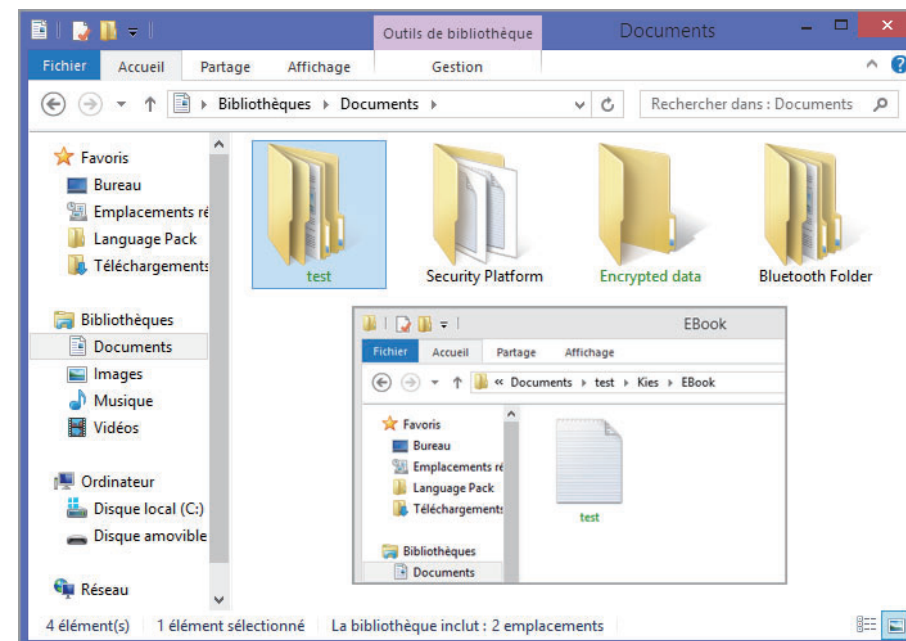 Outils de bibliothèque
Documents
Fichier Accueil Partage Affichage Gestion
Bibliothèques Documents
Rechercher dans : Documents
Favoris
Bureau
Emplacements ré
Language Pack
Téléchargements
Bibliothèques
Documents
Images
Musique
Vidéos
Ordinateur
Disque local (C:)
Disque amovible
Réseau
test
Security Platform
Encrypted data
Bluetooth Folder
EBook
Fichier Accueil Partage Affichage
« Documents test Kies EBook
Favoris
Bureau
Emplacements ré
Language Pack
Téléchargements
Bibliothèques
Documents
test
4 élément(s) 1 élément sélectionné La bibliothèque inclut : 2 emplacements